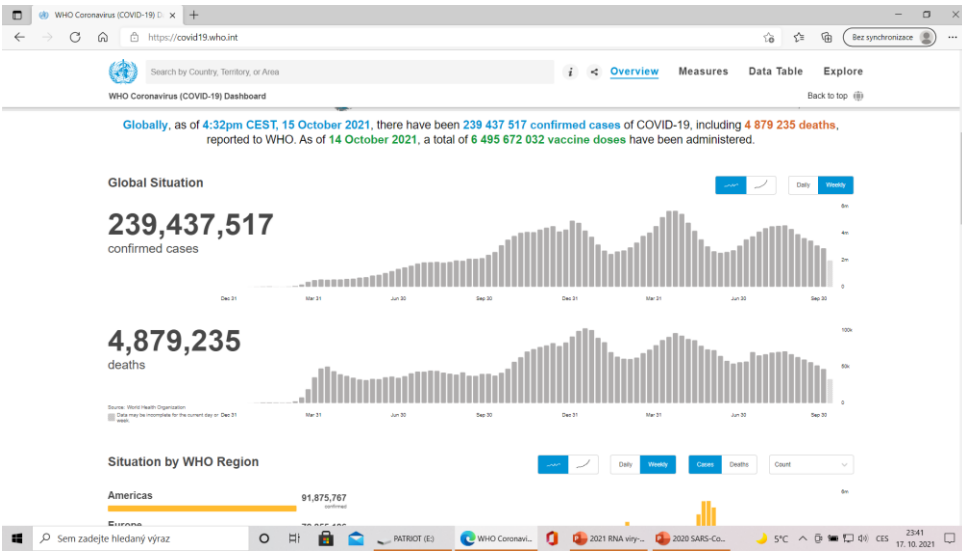 WHO Coronavirus (COVID-19) D
https://covid19.who.int
Bez synchronizace
Search by Country, Territory, or Area
i
Overview
Measures
Data Table
Explore
WHO Coronavirus (COVID-19) Dashboard
Back to top
Globally, as of 4:32pm CEST, 15 October 2021, there have been 239 437 517 confirmed cases of COVID-19, including 4 879 235 deaths,
reported to WHO. As of 14 October 2021, a total of 6 495 672 032 vaccine doses have been administered.
Global Situation
Daily
Weekly
239,437,517
confirmed cases
6m
4m
2m
0
Dec 31
Mar 31
Jun 30
Sep 30
Dec 31
Mar 31
Jun 30
Sep 30
4,879,235
deaths
100k
50k
0
Source: World Health Organization
Data may be incomplete for the current day or
week.
Dec 31
Mar 31
Jun 30
Sep 30
Dec 31
Mar 31
Jun 30
Sep 30
Situation by WHO Region
Daily
Weekly
Cases
Deaths
Count
Americas
91,875,767
confirmed
6m
Europe
Sem zadejte hledaný výraz
PATRIOT (E:)
WHO Coronavi...
2021 RNA viry-...
2020 SARS-Co...
5°C
CES
23:41
17. 10. 2021